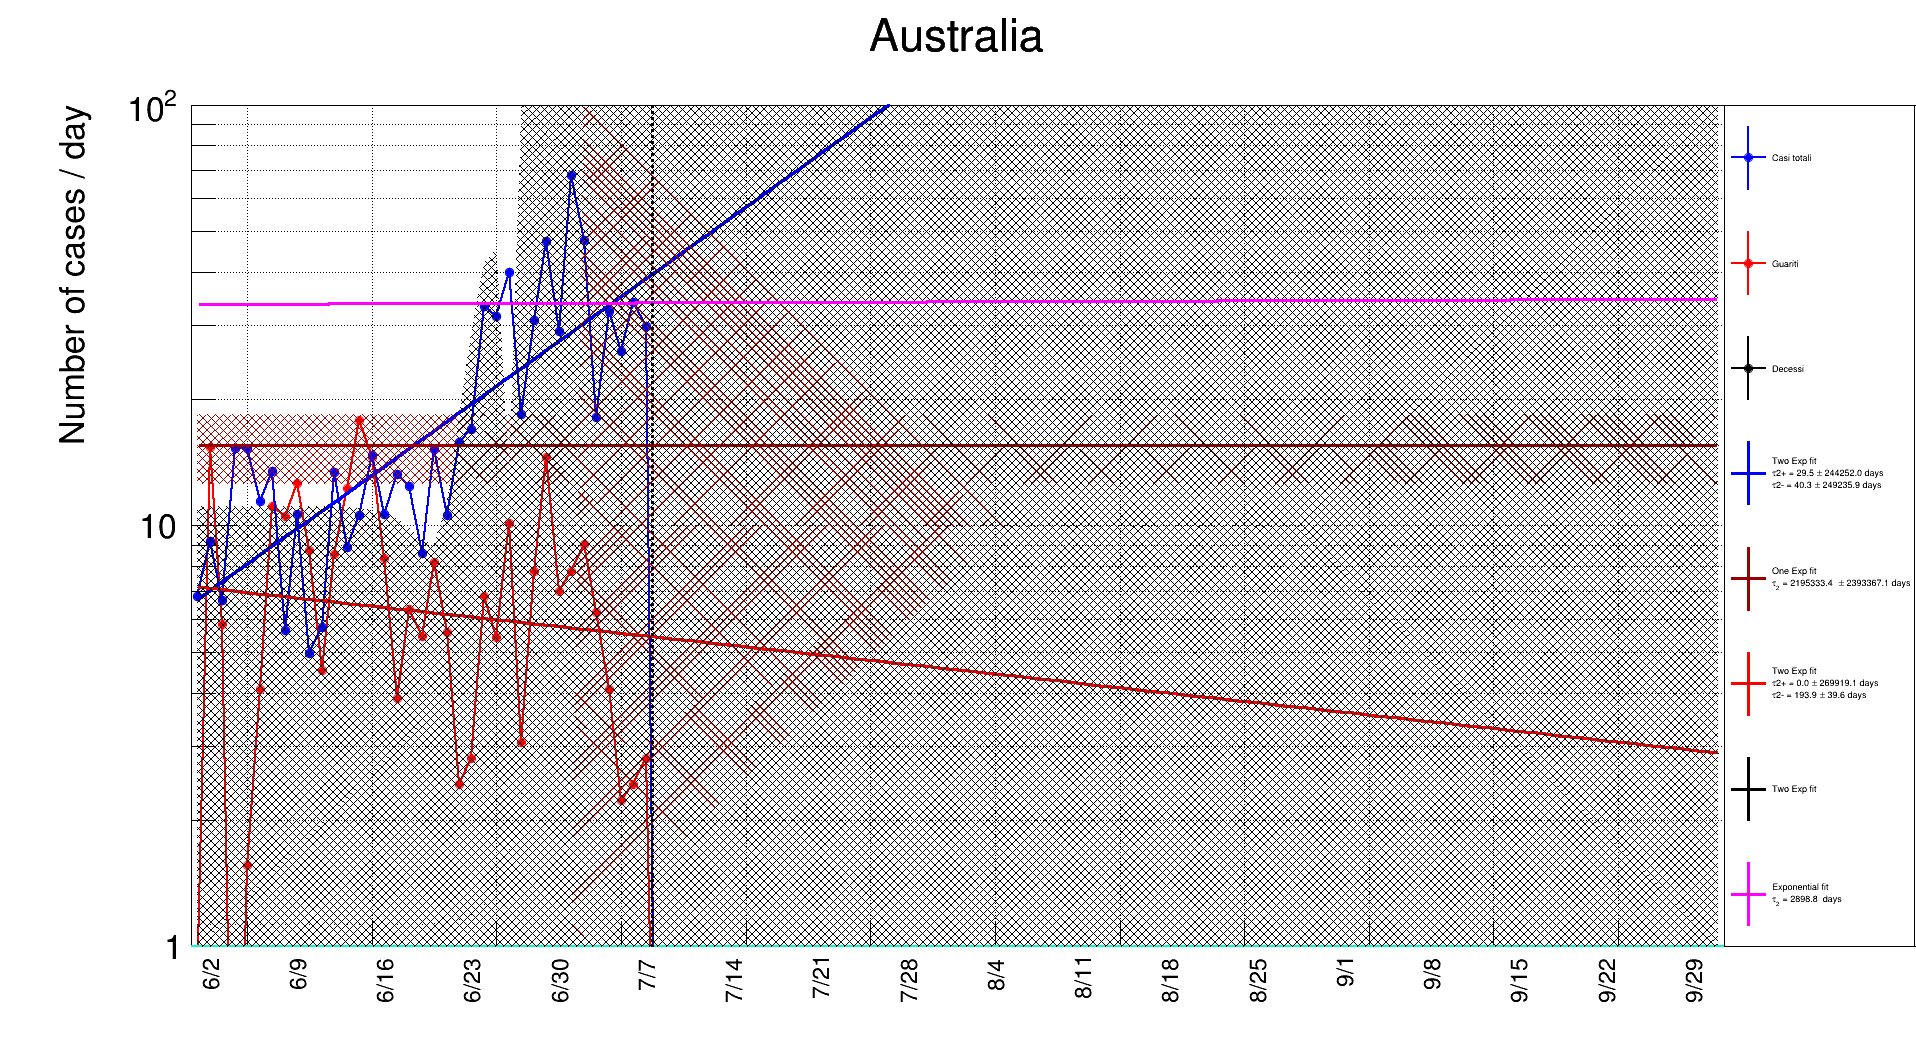 Australia
Number of cases / day
10²
10
1
6/2
6/9
6/16
6/23
6/30
7/7
7/14
7/21
7/28
8/4
8/11
8/18
8/25
9/1
9/8
9/15
9/22
9/29
Casi totali
Guariti
Decessi
Two Exp fit
τ2+ = 29.5 ± 244252.0 days
τ2- = 40.3 ± 249235.9 days
One Exp fit
τ₂ = 2195333.4 ± 2393367.1 days
Two Exp fit
τ2+ = 0.0 ± 269919.1 days
τ2- = 193.9 ± 39.6 days
Two Exp fit
Exponential fit
τ₂ = 2898.8 days